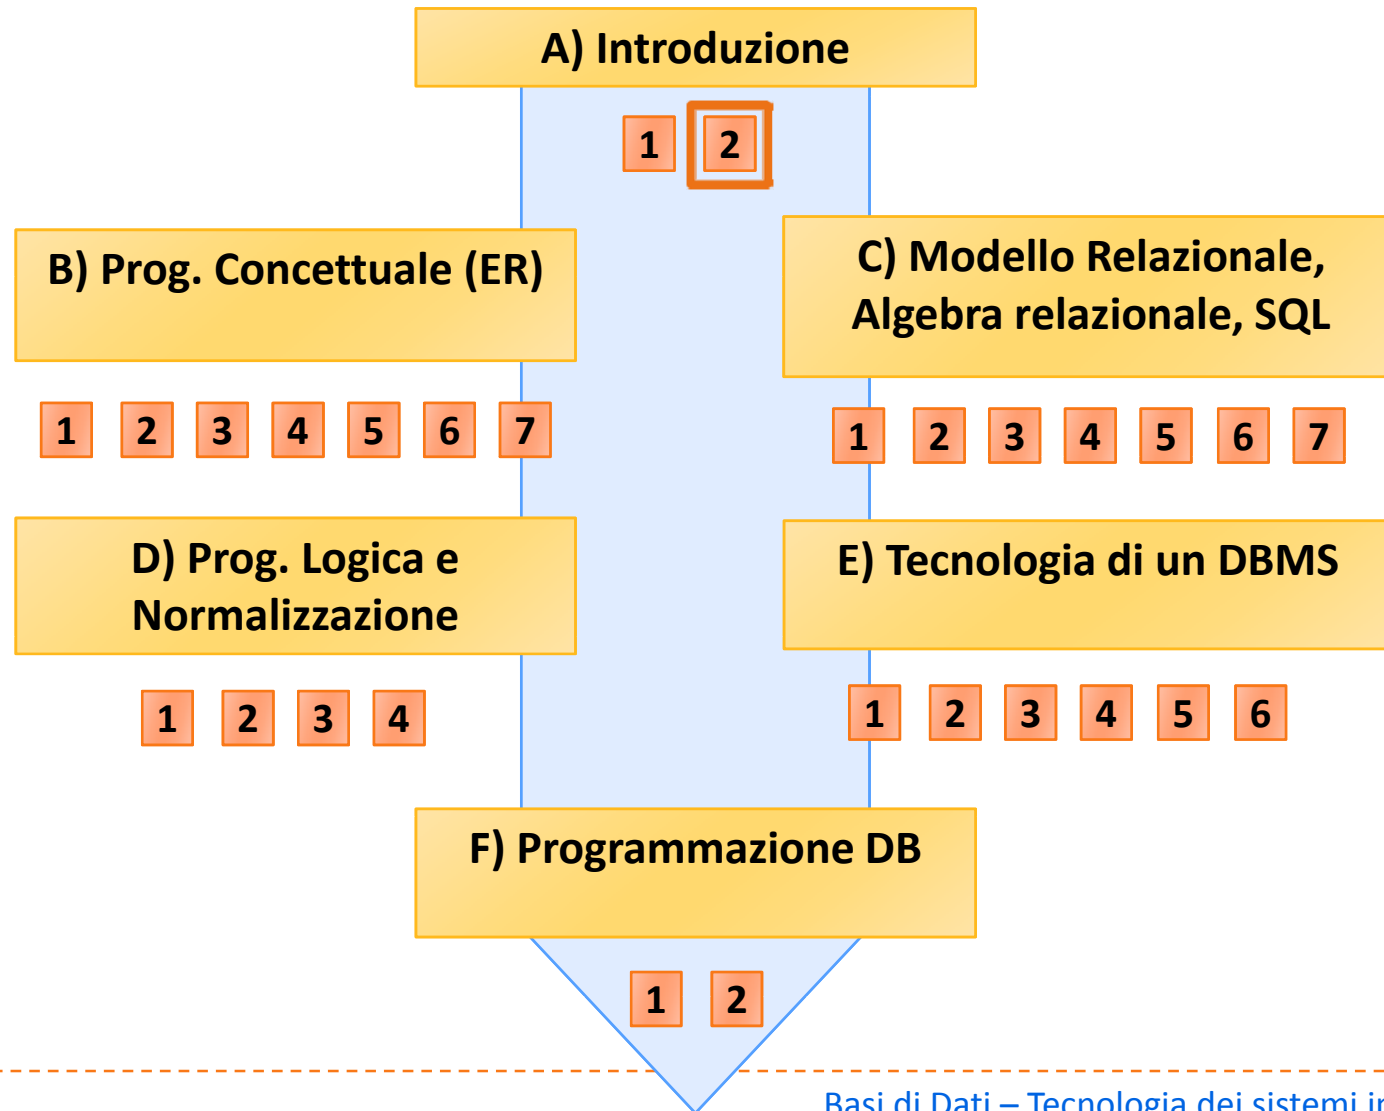 A) Introduzione
1 2
B) Prog. Concettuale (ER)
C) Modello Relazionale,
Algebra relazionale, SQL
1 2 3 4 5 6 7
1 2 3 4 5 6 7
D) Prog. Logica e
Normalizzazione
E) Tecnologia di un DBMS
1 2 3 4
1 2 3 4 5 6
F) Programmazione DB
1 2
Basi di Dati – Tecnologia dei sistemi